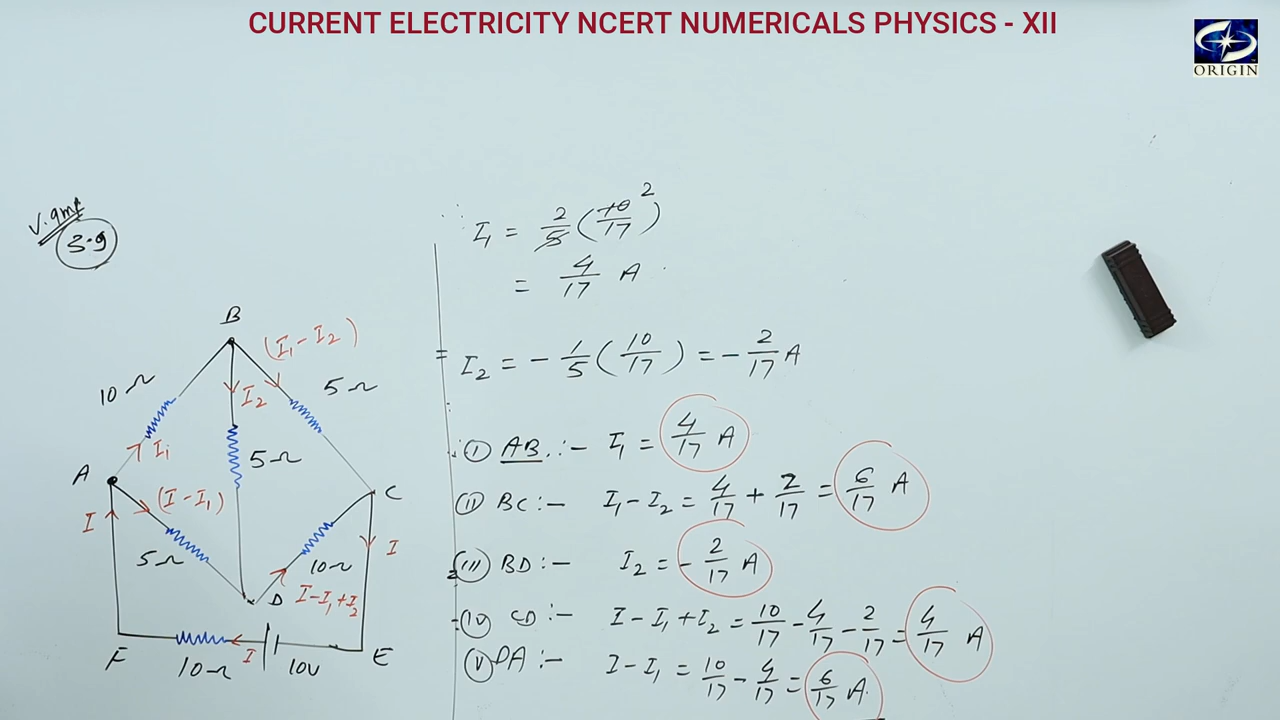 CURRENT ELECTRICITY NCERT NUMERICALS PHYSICS - XII
ORIGIN
V. Imp
3.9
I₁ = 2/5 (10/17) 2
= 4/17 A
= I₂ = - 1/5 (10/17) = - 2/17 A
(i) AB :- I₁ = 4/17 A
(ii) BC :- I₁ - I₂ = 4/17 + 2/17 = 6/17 A
(iii) BD :- I₂ = - 2/17 A
(iv) CD :- I - I₁ + I₂ = 10/17 - 4/17 - 2/17 = 4/17 A
(v) DA :- I - I₁ = 10/17 - 4/17 = 6/17 A
B
(I₁ - I₂)
10 Ω
I₂
5 Ω
I₁
5 Ω
A
(I - I₁)
C
I
I
5 Ω
10 Ω
D
I - I₁ + I₂
F
10 Ω
I
10V
E